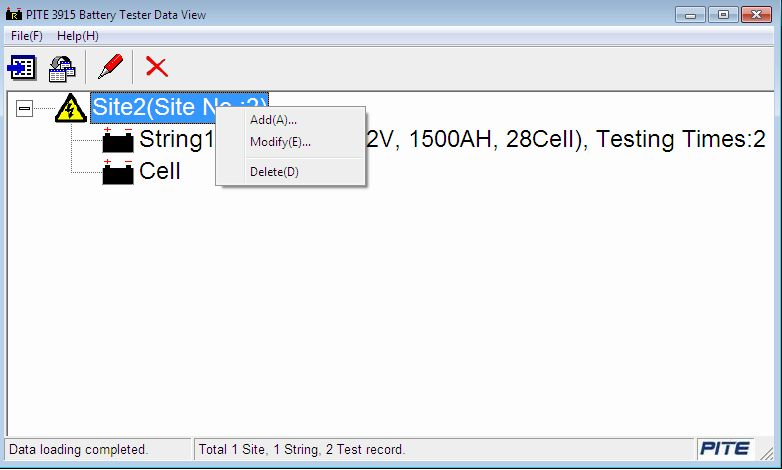 PITE 3915 Battery Tester Data View
File(F) Help(H)
Site2(Site No.:2)
Add(A)...
String1 2V, 1500AH, 28Cell), Testing Times:2
Modify(E)...
Cell
Delete(D)
Data loading completed. Total 1 Site, 1 String, 2 Test record. PITE